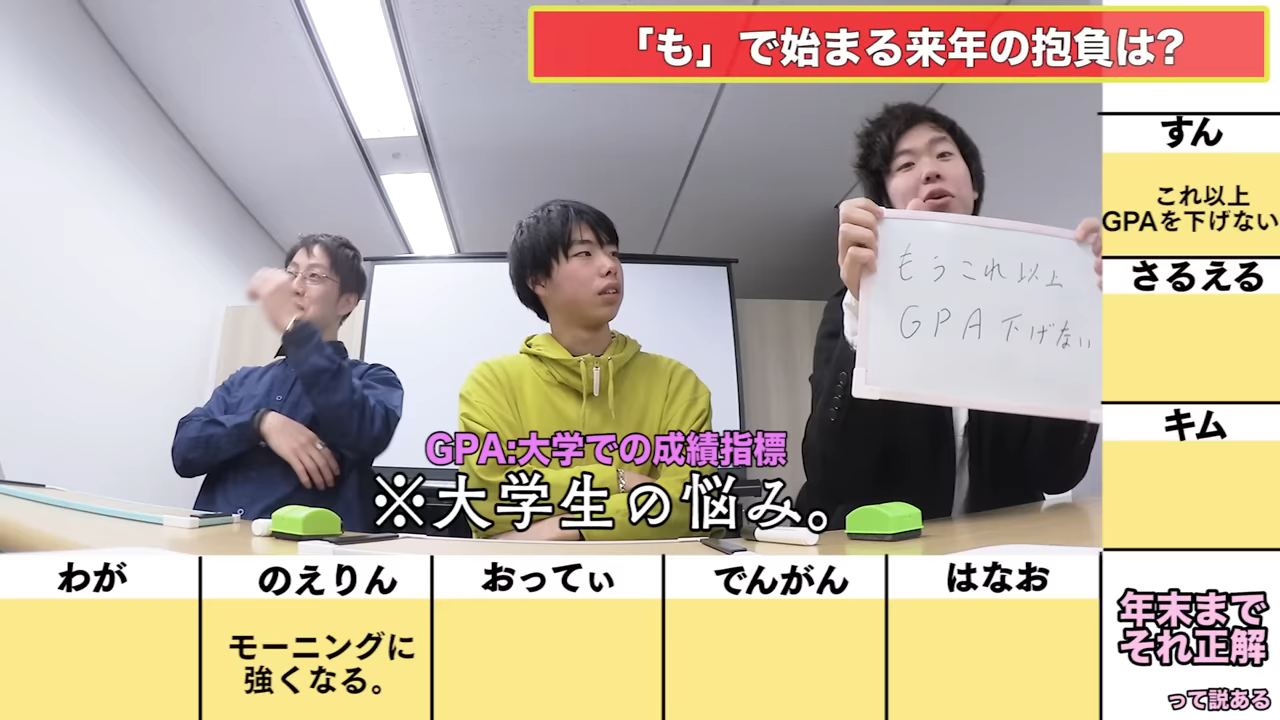 「も」で始まる来年の抱負は?
すん
これ以上
GPAを下げない
さるえる
キム
もうこれ以上
GPA下げない
GPA:大学での成績指標
※大学生の悩み。
わが
のえりん
モーニングに
強くなる。
おってぃ
でんがん
はなお
年末まで
それ正解
って説ある